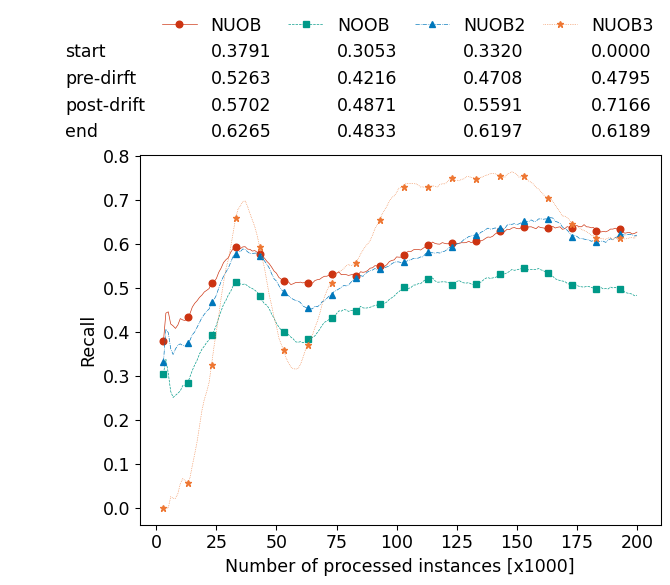 NUOB NOOB NUOB2 NUOB3
start 0.3791 0.3053 0.3320 0.0000
pre-dirft 0.5263 0.4216 0.4708 0.4795
post-drift 0.5702 0.4871 0.5591 0.7166
end 0.6265 0.4833 0.6197 0.6189
0.8
0.7
0.6
0.5
0.4
0.3
0.2
0.1
0.0
Recall
0 25 50 75 100 125 150 175 200
Number of processed instances [x1000]